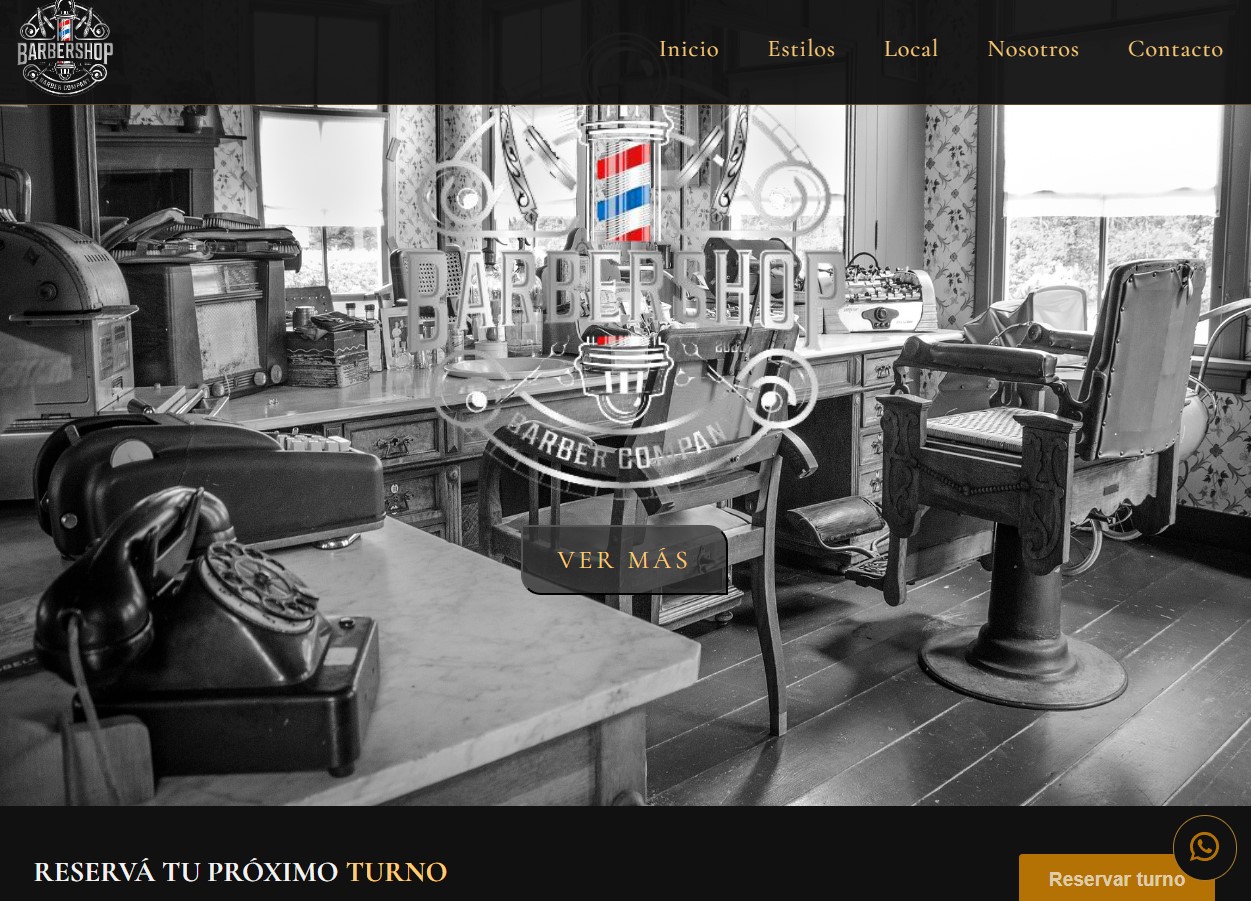 BARBERSHOP
BARBER COMPANY
Inicio Estilos Local Nosotros Contacto
BARBERSHOP
2020
BARBER COMPAN
VER MÁS
RESERVÁ TU PRÓXIMO TURNO
Reservar turno